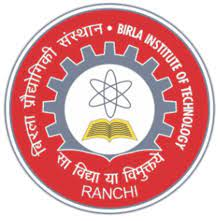 बिरला प्रौद्योगिकी संस्थान • BIRLA INSTITUTE OF TECHNOLOGY
सा विद्या या विमुक्तये
RANCHI